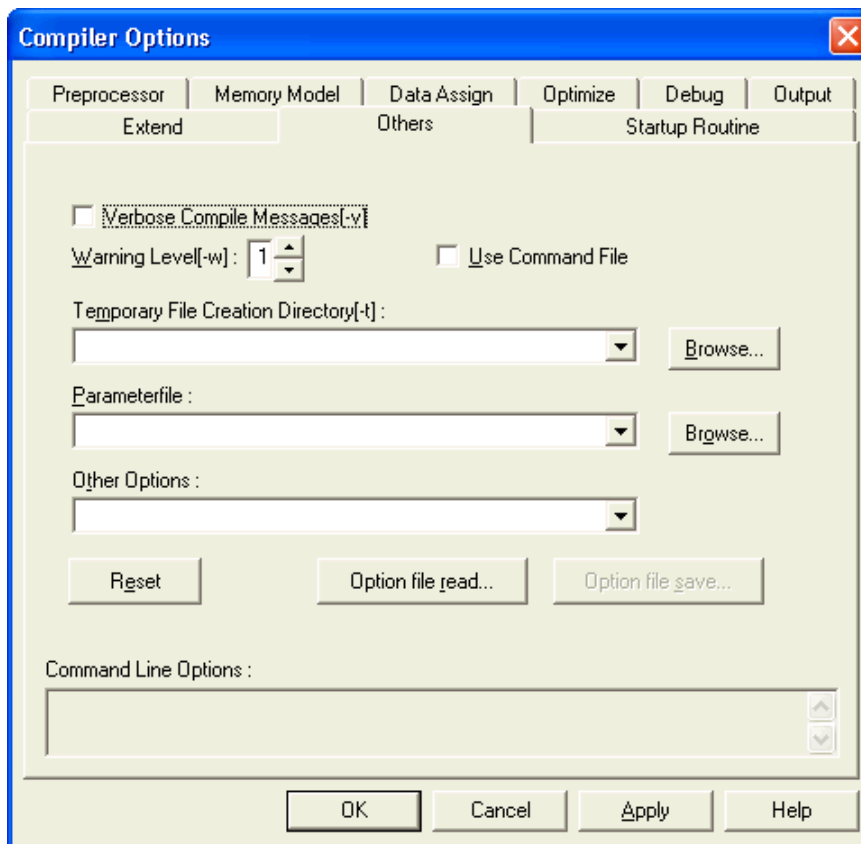 Compiler Options
Preprocessor Memory Model Data Assign Optimize Debug Output
Extend Others Startup Routine
Verbose Compile Messages[-v]
Warning Level[-w] : 1 Use Command File
Temporary File Creation Directory[-t] :
Browse...
Parameterfile :
Browse...
Other Options :
Reset Option file read... Option file save...
Command Line Options :
OK Cancel Apply Help